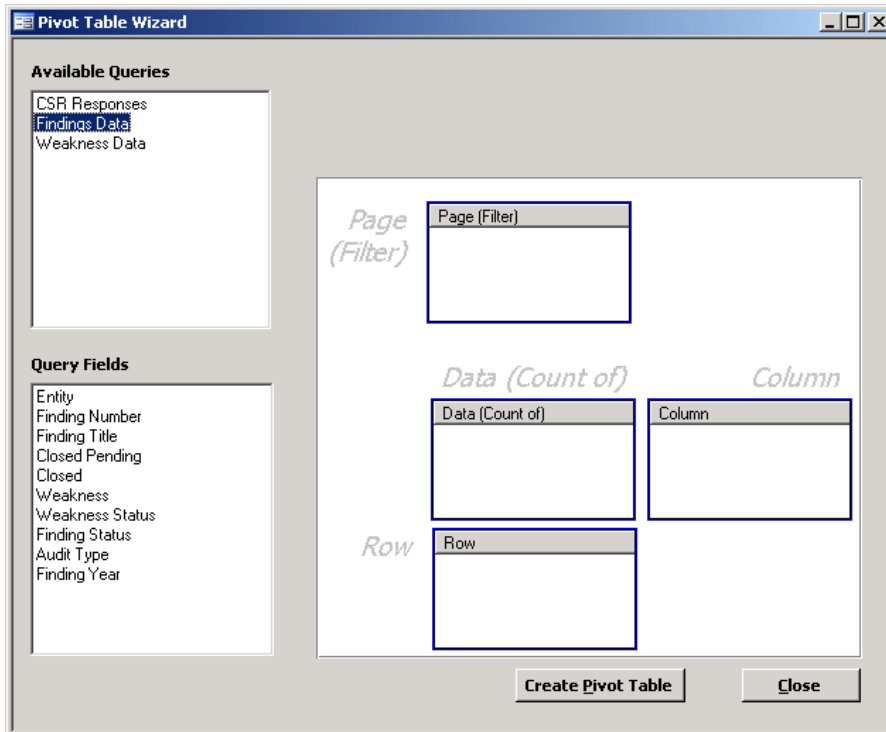 Pivot Table Wizard
Available Queries
CSR Responses
Findings Data
Weakness Data
Page
(Filter)
Page (Filter)
Query Fields
Entity
Finding Number
Finding Title
Closed Pending
Closed
Weakness
Weakness Status
Finding Status
Audit Type
Finding Year
Data (Count of)
Column
Data (Count of)
Column
Row
Row
Create Pivot Table
Close